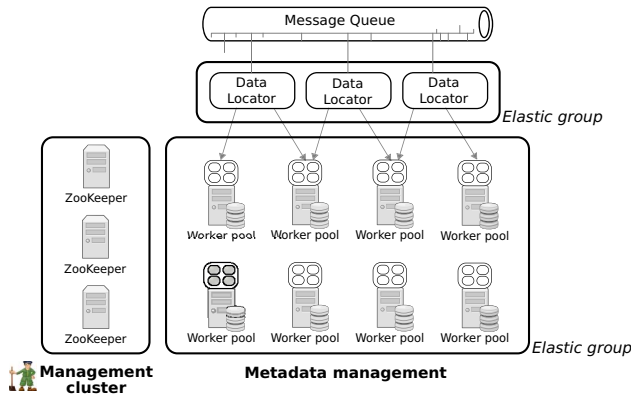 Message Queue
Data Locator
Data Locator
Data Locator
Elastic group
ZooKeeper
ZooKeeper
ZooKeeper
Worker pool
Worker pool
Worker pool
Worker pool
Worker pool
Worker pool
Worker pool
Worker pool
Elastic group
Management cluster
Metadata management